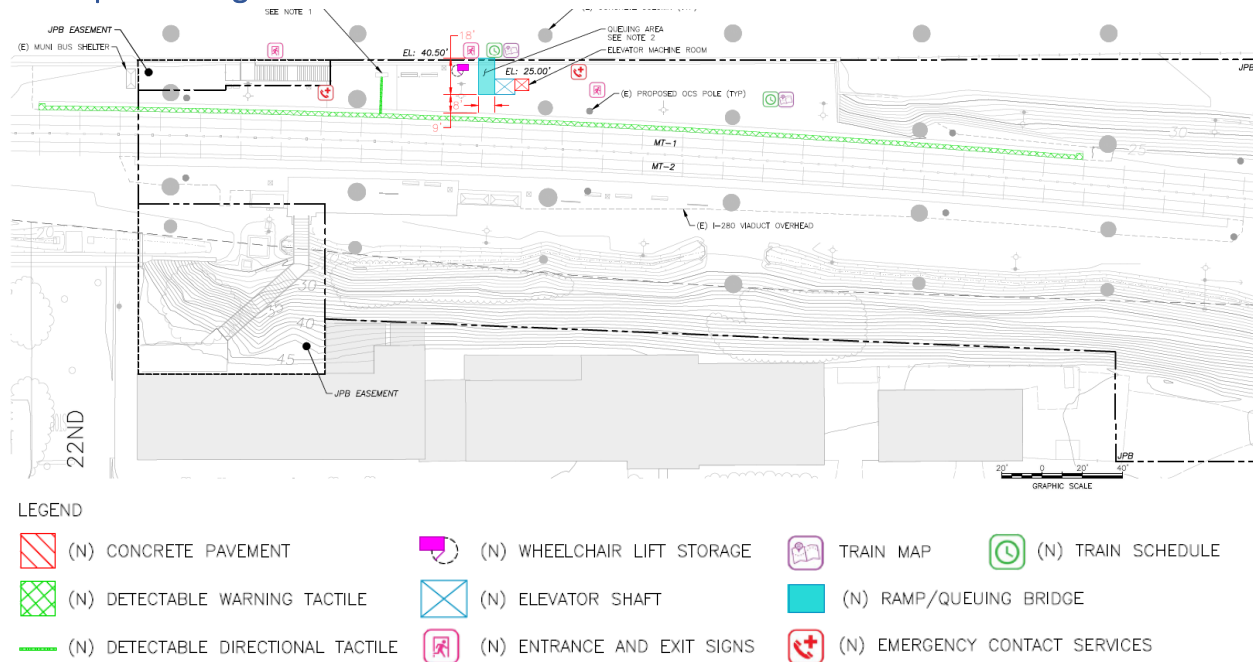 SEE NOTE 1
JPB EASEMENT
(E) MUNI BUS SHELTER
EL: 40.50'
18'
QUEUING AREA
SEE NOTE 2
ELEVATOR MACHINE ROOM
EL: 25.00'
JPB
(E) PROPOSED OCS POLE (TYP)
8'
9'
30
25
MT-1
MT-2
(E) I-280 VIADUCT OVERHEAD
30
35
40
45
JPB EASEMENT
22ND
JPB
20' 0 20' 40'
GRAPHIC SCALE
LEGEND
(N) CONCRETE PAVEMENT
(N) WHEELCHAIR LIFT STORAGE
TRAIN MAP
(N) TRAIN SCHEDULE
(N) DETECTABLE WARNING TACTILE
(N) ELEVATOR SHAFT
(N) RAMP/QUEUING BRIDGE
(N) DETECTABLE DIRECTIONAL TACTILE
(N) ENTRANCE AND EXIT SIGNS
(N) EMERGENCY CONTACT SERVICES